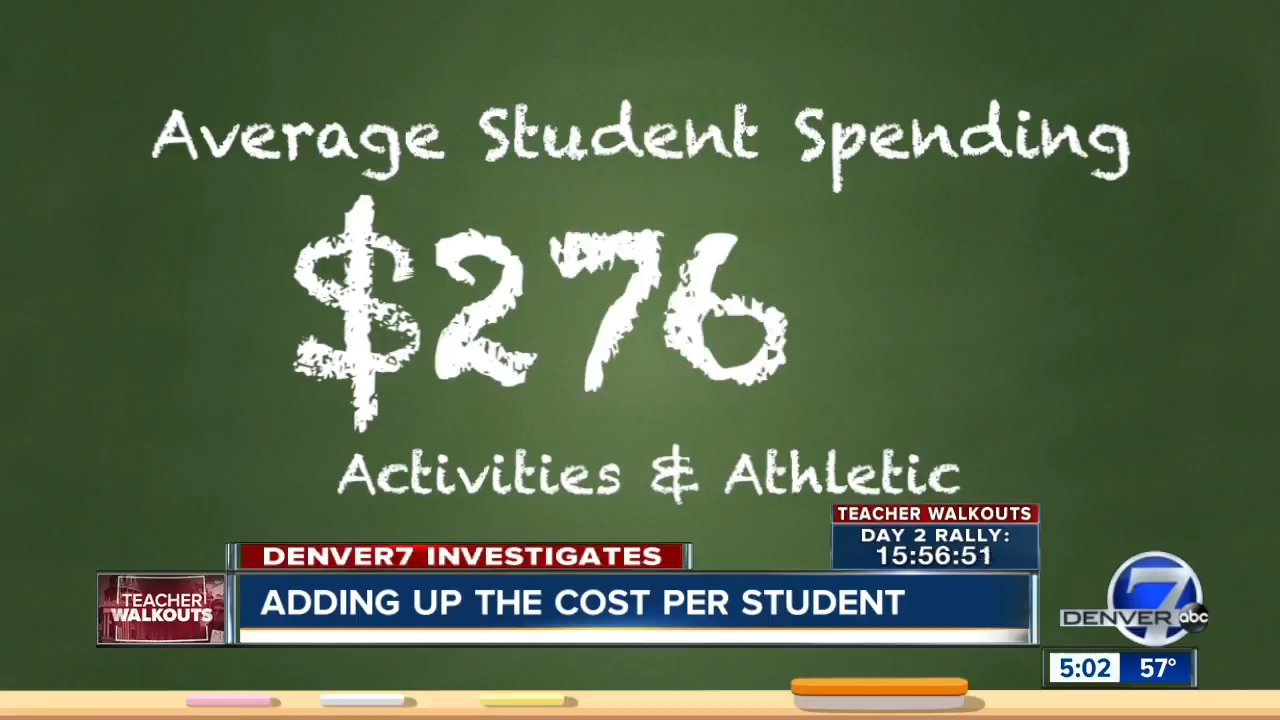 Average Student Spending
$276
Activities & Athletic
TEACHER WALKOUTS
DAY 2 RALLY:
15:56:51
DENVER7 INVESTIGATES
TEACHER
WALKOUTS
ADDING UP THE COST PER STUDENT
7
DENVER abc
5:02 57°